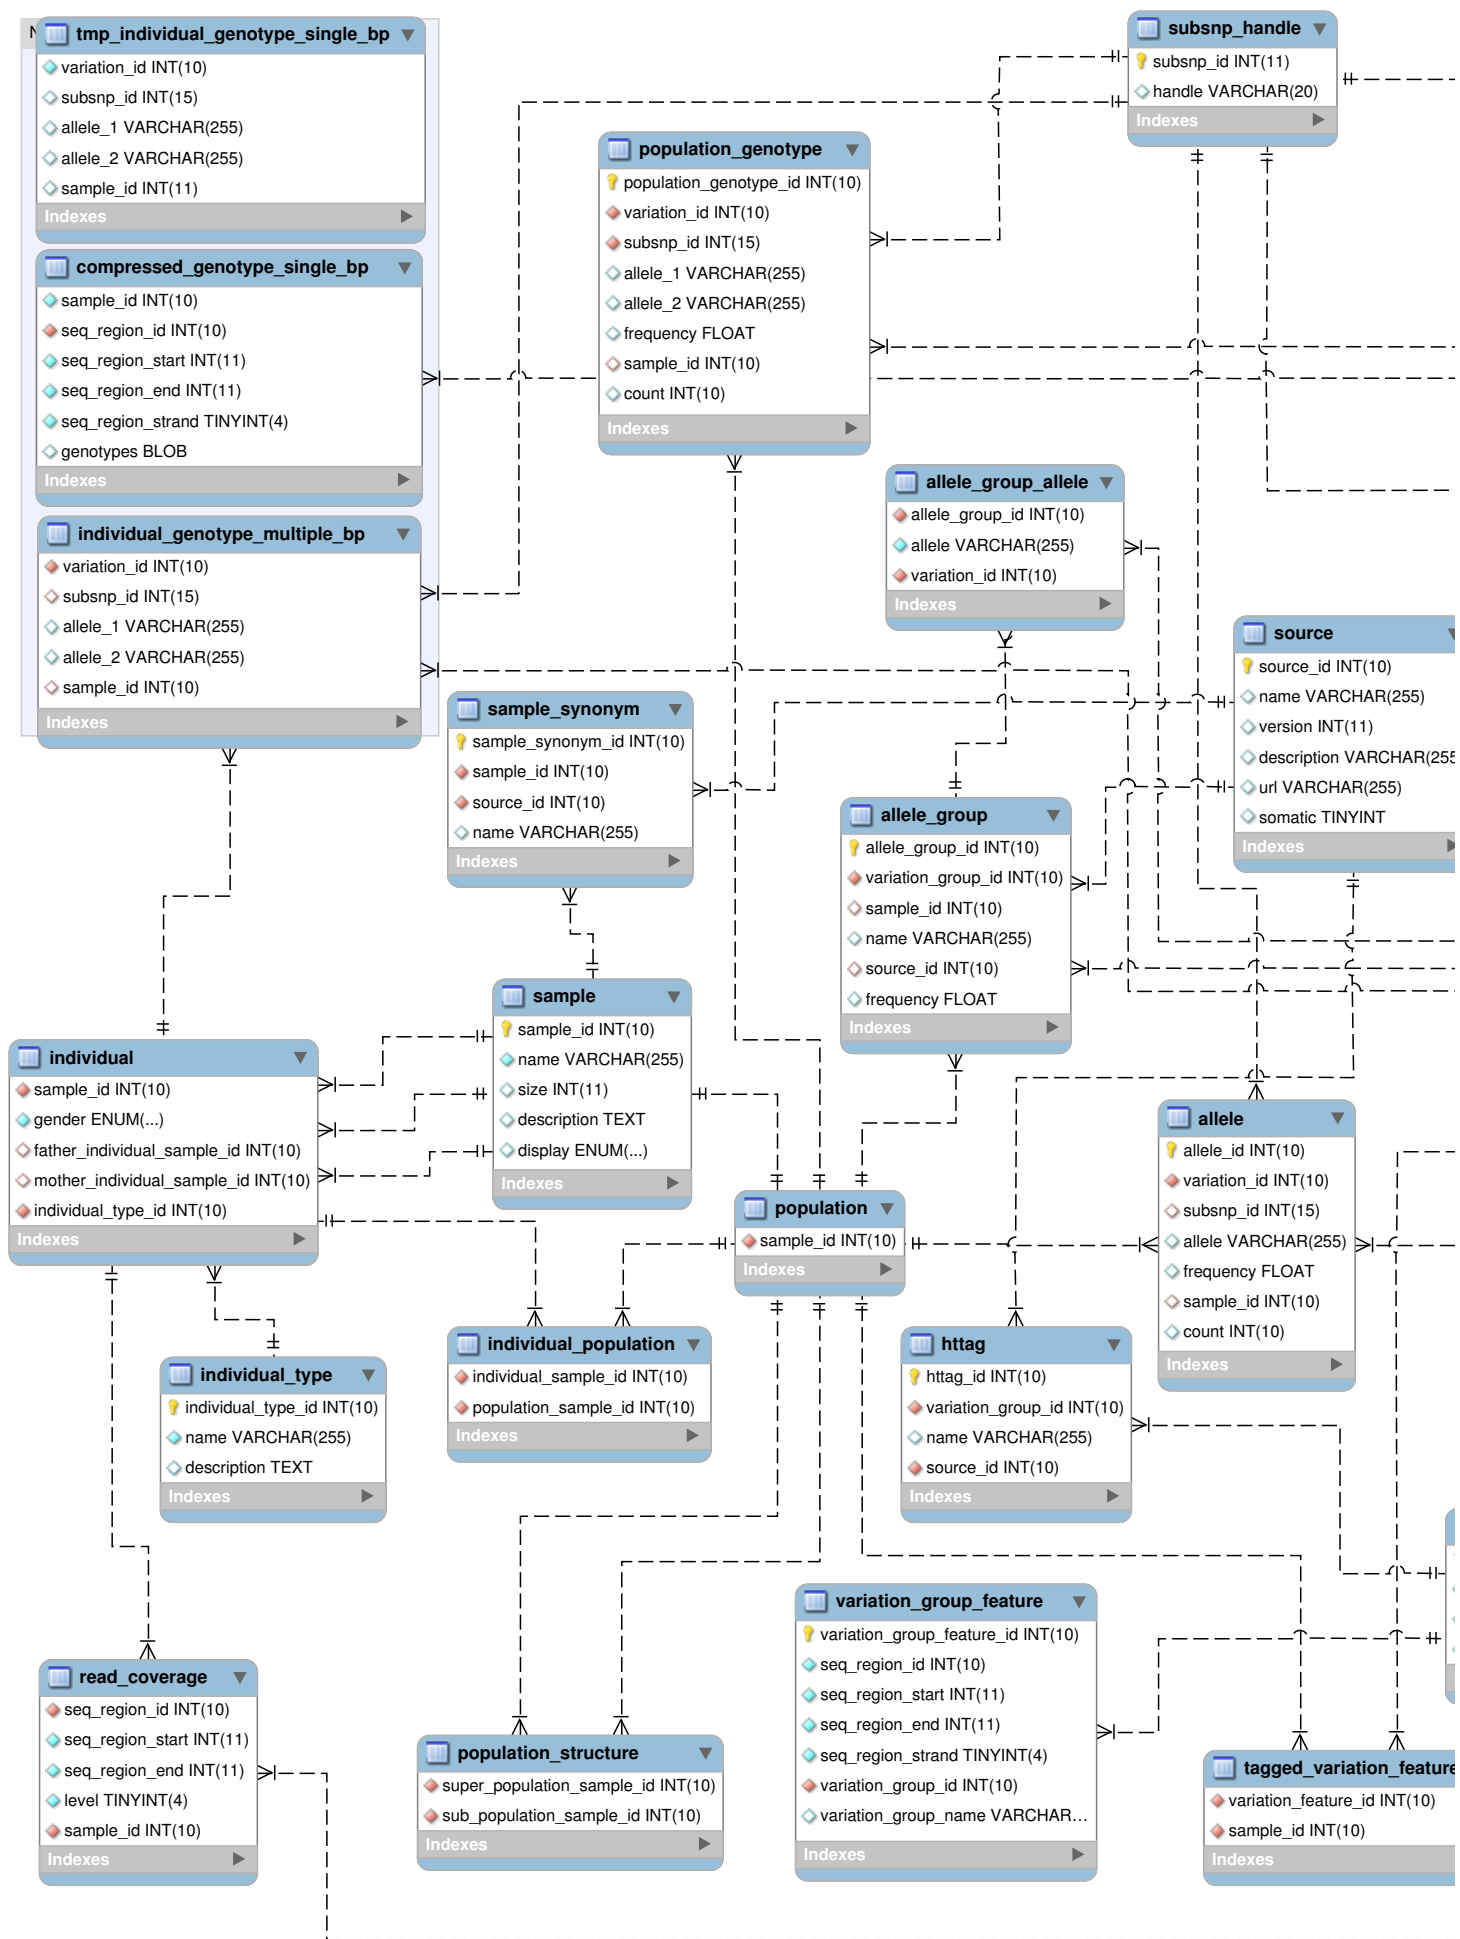 N
tmp_individual_genotype_single_bp
variation_id INT(10)
subsnp_id INT(15)
allele_1 VARCHAR(255)
allele_2 VARCHAR(255)
sample_id INT(11)
Indexes
compressed_genotype_single_bp
sample_id INT(10)
seq_region_id INT(10)
seq_region_start INT(11)
seq_region_end INT(11)
seq_region_strand TINYINT(4)
genotypes BLOB
Indexes
individual_genotype_multiple_bp
variation_id INT(10)
subsnp_id INT(15)
allele_1 VARCHAR(255)
allele_2 VARCHAR(255)
sample_id INT(10)
Indexes
subsnp_handle
subsnp_id INT(11)
handle VARCHAR(20)
Indexes
population_genotype
population_genotype_id INT(10)
variation_id INT(10)
subsnp_id INT(15)
allele_1 VARCHAR(255)
allele_2 VARCHAR(255)
frequency FLOAT
sample_id INT(10)
count INT(10)
Indexes
allele_group_allele
allele_group_id INT(10)
allele VARCHAR(255)
variation_id INT(10)
Indexes
source
source_id INT(10)
name VARCHAR(255)
version INT(11)
description VARCHAR(255
url VARCHAR(255)
somatic TINYINT
Indexes
sample_synonym
sample_synonym_id INT(10)
sample_id INT(10)
source_id INT(10)
name VARCHAR(255)
Indexes
allele_group
allele_group_id INT(10)
variation_group_id INT(10)
sample_id INT(10)
name VARCHAR(255)
source_id INT(10)
frequency FLOAT
Indexes
sample
sample_id INT(10)
name VARCHAR(255)
size INT(11)
description TEXT
display ENUM(...)
Indexes
individual
sample_id INT(10)
gender ENUM(...)
father_individual_sample_id INT(10)
mother_individual_sample_id INT(10)
individual_type_id INT(10)
Indexes
allele
allele_id INT(10)
variation_id INT(10)
subsnp_id INT(15)
allele VARCHAR(255)
frequency FLOAT
sample_id INT(10)
count INT(10)
Indexes
population
sample_id INT(10)
Indexes
individual_type
individual_type_id INT(10)
name VARCHAR(255)
description TEXT
Indexes
individual_population
individual_sample_id INT(10)
population_sample_id INT(10)
Indexes
httag
httag_id INT(10)
variation_group_id INT(10)
name VARCHAR(255)
source_id INT(10)
Indexes
read_coverage
seq_region_id INT(10)
seq_region_start INT(11)
seq_region_end INT(11)
level TINYINT(4)
sample_id INT(10)
Indexes
population_structure
super_population_sample_id INT(10)
sub_population_sample_id INT(10)
Indexes
variation_group_feature
variation_group_feature_id INT(10)
seq_region_id INT(10)
seq_region_start INT(11)
seq_region_end INT(11)
seq_region_strand TINYINT(4)
variation_group_id INT(10)
variation_group_name VARCHAR...
Indexes
tagged_variation_feature
variation_feature_id INT(10)
sample_id INT(10)
Indexes